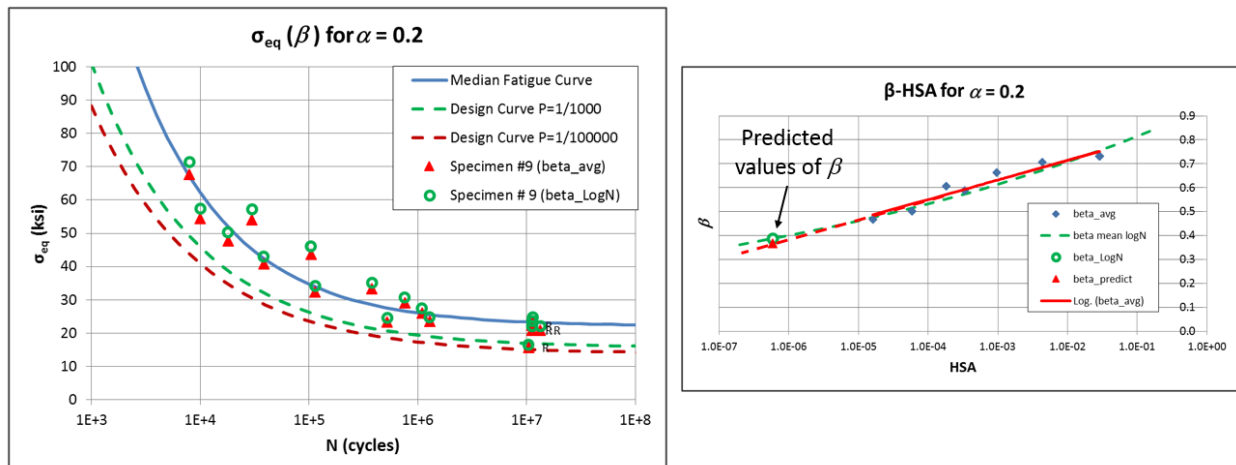 σeq (β) for α = 0.2
100
90
80
70
60
50
40
30
20
10
0
σeq (ksi)
1E+3 1E+4 1E+5 1E+6 1E+7 1E+8
N (cycles)
Median Fatigue Curve
Design Curve P=1/1000
Design Curve P=1/100000
Specimen #9 (beta_avg)
Specimen # 9 (beta_LogN)
R
RR
R
β-HSA for α = 0.2
Predicted
values of β
β
0.9
0.8
0.7
0.6
0.5
0.4
0.3
0.2
0.1
0.0
beta_avg
beta mean logN
beta_LogN
beta_predict
Log. (beta_avg)
1.0E-07 1.0E-06 1.0E-05 1.0E-04 1.0E-03 1.0E-02 1.0E-01 1.0E+00
HSA